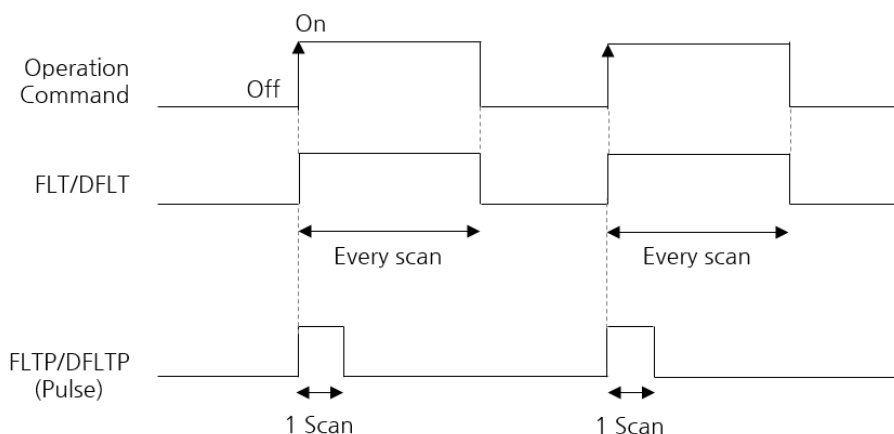 On
Operation
Command
Off
FLT/DFLT
Every scan
Every scan
FLTP/DFLTP
(Pulse)
1 Scan
1 Scan